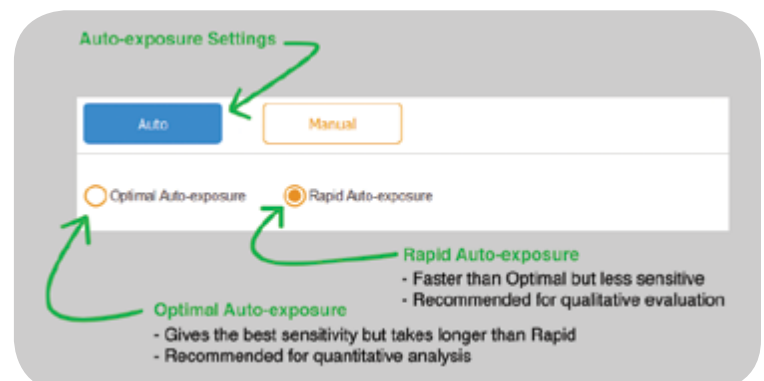 Auto-exposure Settings
Auto
Manual
Optimal Auto-exposure
Rapid Auto-exposure
Rapid Auto-exposure
- Faster than Optimal but less sensitive
- Recommended for qualitative evaluation
Optimal Auto-exposure
- Gives the best sensitivity but takes longer than Rapid
- Recommended for quantitative analysis